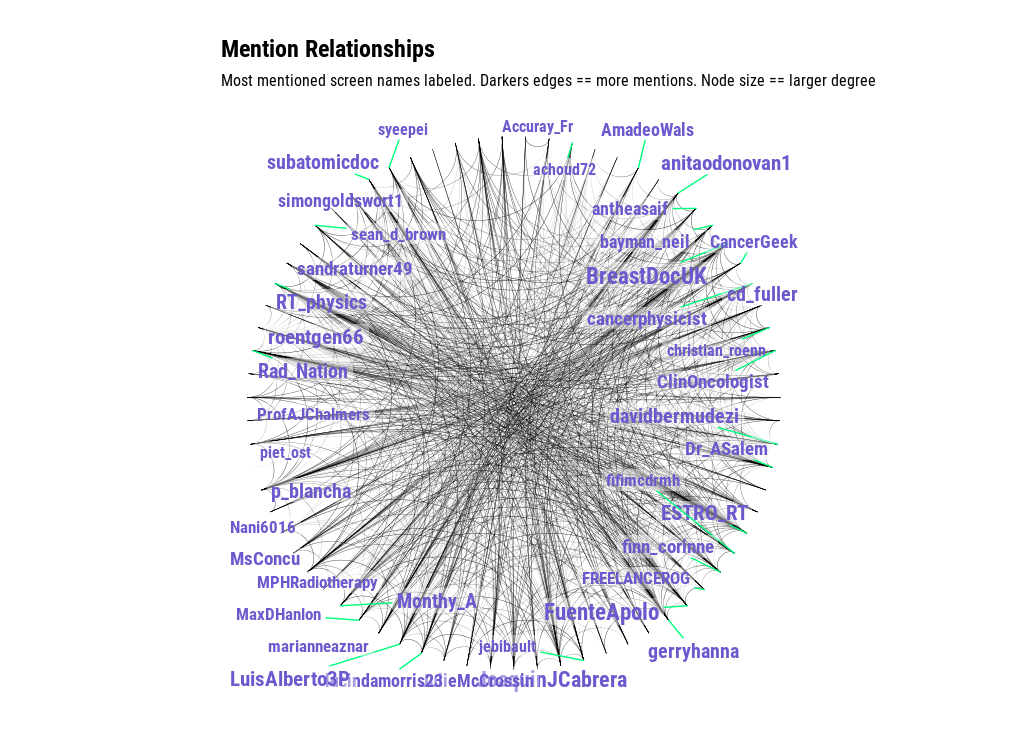 Mention Relationships
Most mentioned screen names labeled. Darkers edges == more mentions. Node size == larger degree
syeepei
Accuray_Fr
AmadeoWals
subatomicdoc
achoud72
anitaodonovan1
simongoldswort1
antheasaif
sean_d_brown
bayman_neil
CancerGeek
sandraturner49
BreastDocUK
RT_physics
cd_fuller
roentgen66
cancerphysicist
christian_roenn
Rad_Nation
ClinOncologist
ProfAJChalmers
davidbermudezi
piet_ost
Dr_ASalem
p_blancha
fifimcdrmh
Nani6016
ESTRO_RT
MsConcu
finn_corinne
MPHRadiotherapy
FREELANCEROG
MaxDHanlon
Monthy_A
FuenteApolo
marianneaznar
jebibault
gerryhanna
LuisAlberto3P